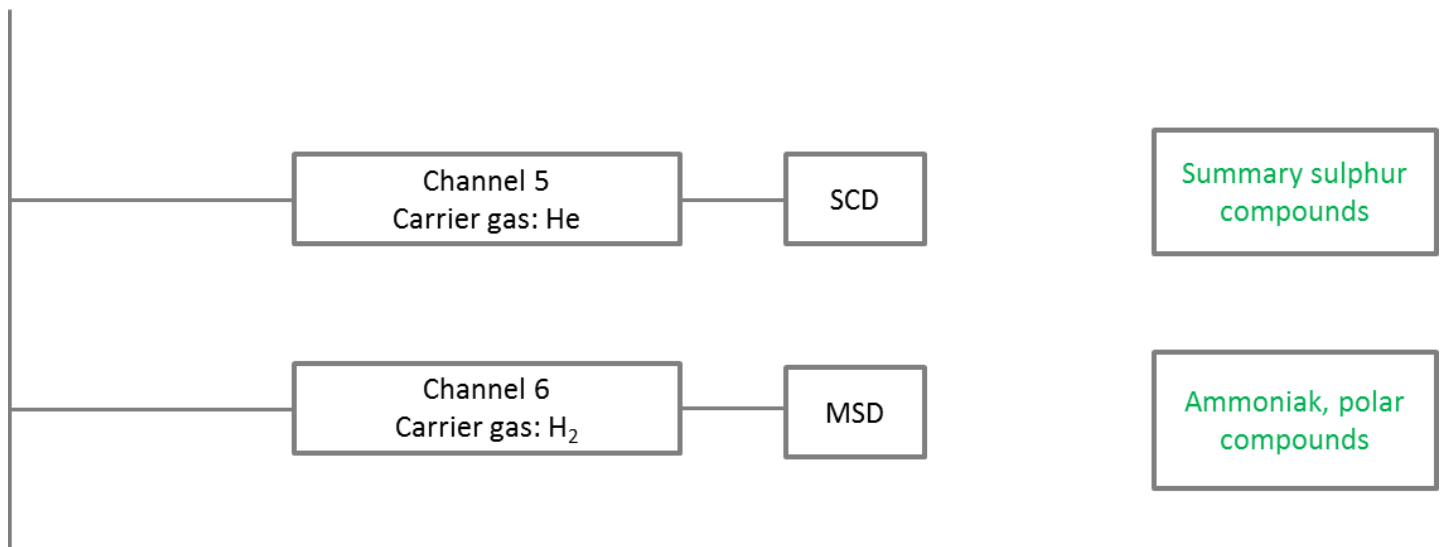 Channel 5
Carrier gas: He
SCD
Summary sulphur
compounds
Channel 6
Carrier gas: H₂
MSD
Ammoniak, polar
compounds